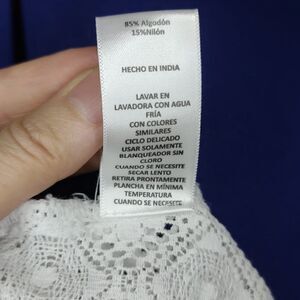 85% Algodón
15%Nilón
HECHO EN INDIA
LAVAR EN
LAVADORA CON AGUA
FRÍA
CON COLORES
SIMILARES
CICLO DELICADO
USAR SOLAMENTE
BLANQUEADOR SIN
CLORO
CUANDO SE NECESITE
SECAR LENTO
RETIRA PRONTAMENTE
PLANCHA EN MÍNIMA
TEMPERATURA
CUANDO SE NECESITE